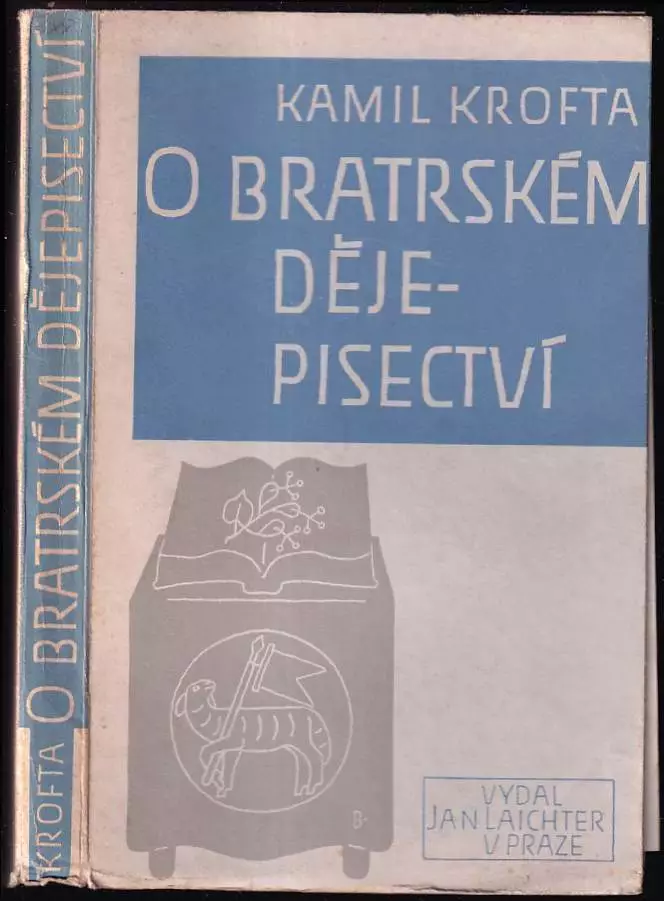 KAMIL KROFTA
O BRATRSKÉM
DĚJE-
PISECTVÍ
VYDAL
JAN LAICHTER
V PRAZE
B.
KROFTA O BRATRSKÉM DĚJEPISECTVÍ